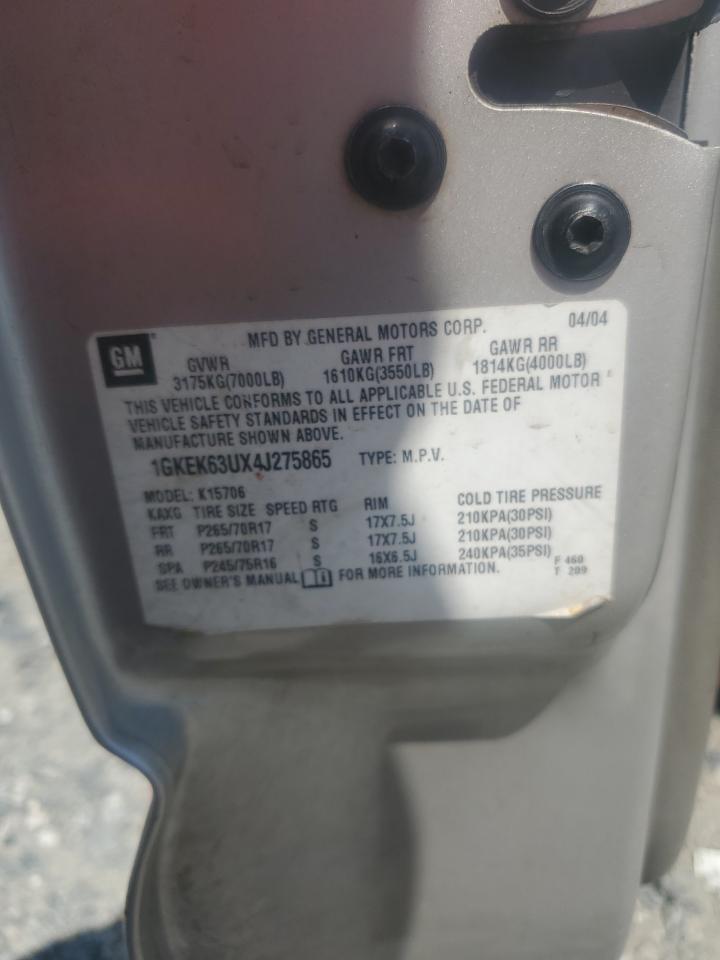 GM MFD BY GENERAL MOTORS CORP. 04/04
GVWR GAWR FRT GAWR RR
3175KG(7000LB) 1610KG(3550LB) 1814KG(4000LB)
THIS VEHICLE CONFORMS TO ALL APPLICABLE U.S. FEDERAL MOTOR
VEHICLE SAFETY STANDARDS IN EFFECT ON THE DATE OF
MANUFACTURE SHOWN ABOVE.
1GKEK63UX4J275865 TYPE: M.P.V.
MODEL: K15706
KAXG TIRE SIZE SPEED RTG RIM COLD TIRE PRESSURE
FRT P265/70R17 S 17X7.5J 210KPA(30PSI)
RR P265/70R17 S 17X7.5J 210KPA(30PSI)
SPA P245/75R16 S 16X6.5J 240KPA(35PSI)
SEE OWNER'S MANUAL FOR MORE INFORMATION. F 460
T 209